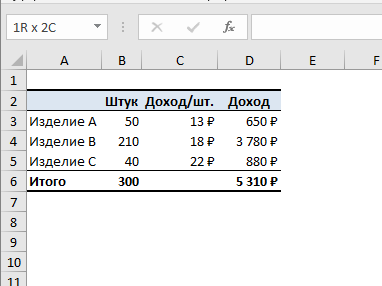 1R x 2C
fx
A B C D E F
1
2 Штук Доход/шт. Доход
3 Изделие A 50 13 ₽ 650 ₽
4 Изделие B 210 18 ₽ 3 780 ₽
5 Изделие C 40 22 ₽ 880 ₽
6 Итого 300 5 310 ₽
7
8
9
10
11